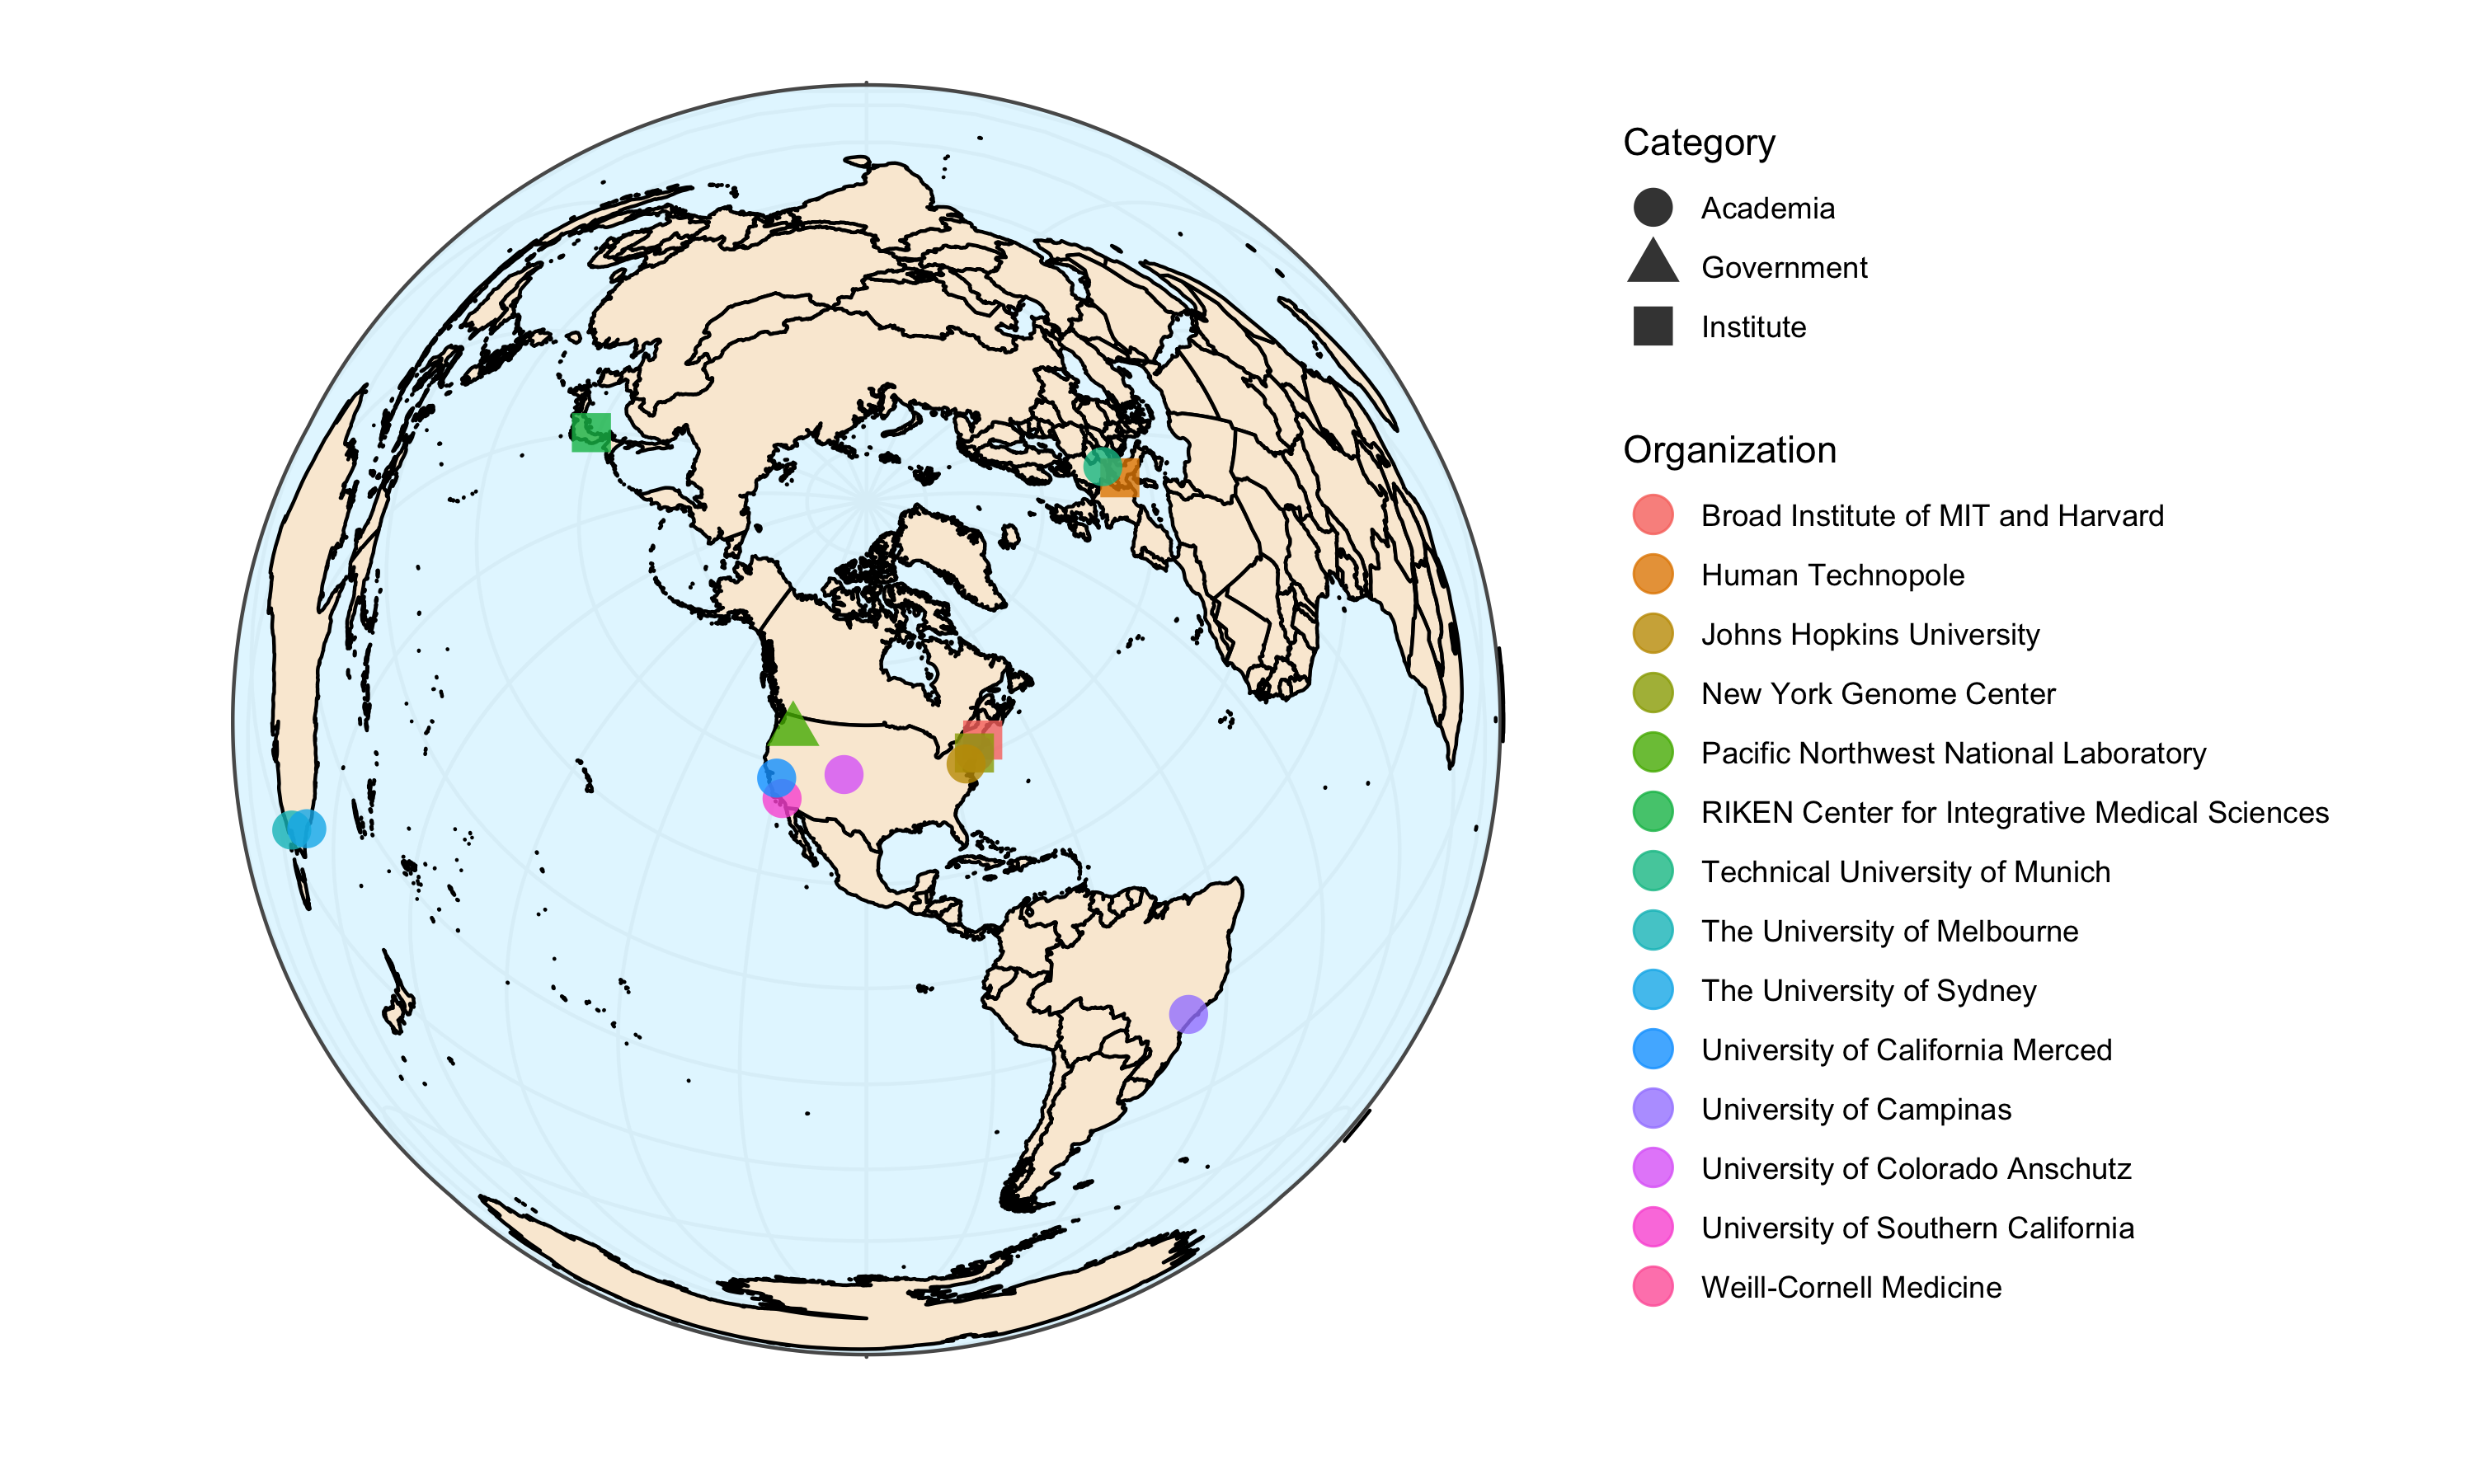 Category
Academia
Government
Institute
Organization
Broad Institute of MIT and Harvard
Human Technopole
Johns Hopkins University
New York Genome Center
Pacific Northwest National Laboratory
RIKEN Center for Integrative Medical Sciences
Technical University of Munich
The University of Melbourne
The University of Sydney
University of California Merced
University of Campinas
University of Colorado Anschutz
University of Southern California
Weill-Cornell Medicine